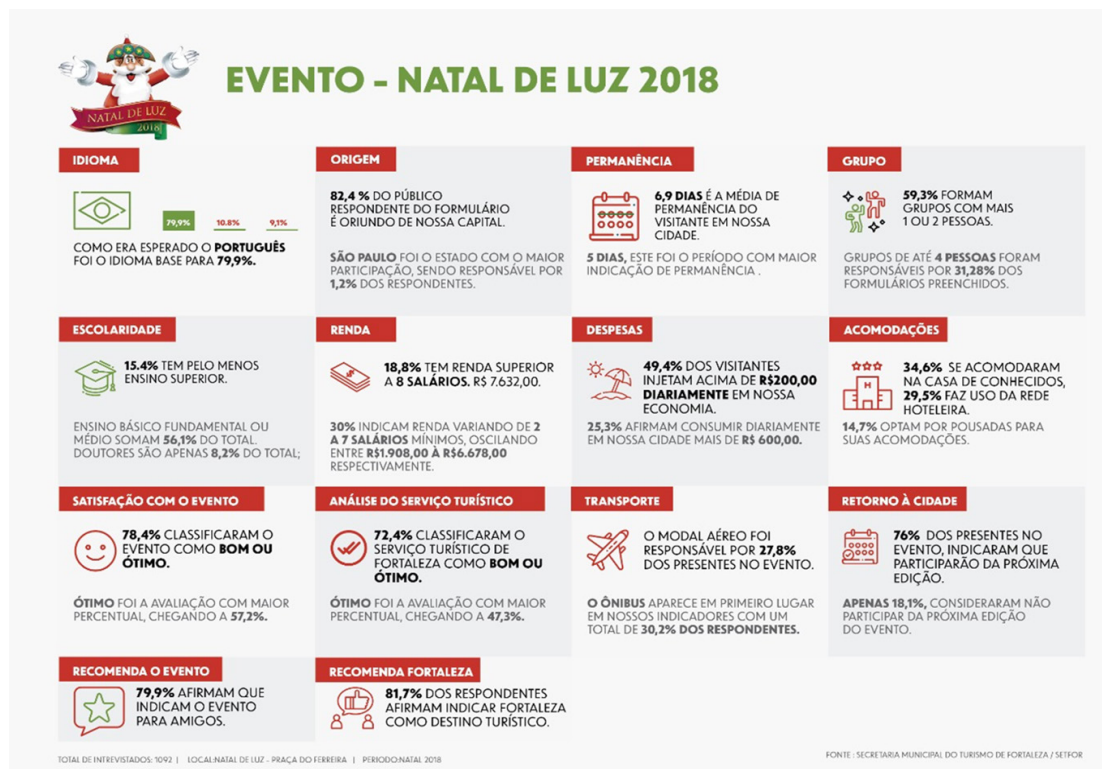 NATAL DE LUZ
2018
EVENTO - NATAL DE LUZ 2018
IDIOMA
79,9%
10.8%
9,1%
COMO ERA ESPERADO O PORTUGUÊS
FOI O IDIOMA BASE PARA 79,9%.
ORIGEM
82,4 % DO PÚBLICO
RESPONDENTE DO FORMULÁRIO
É ORIUNDO DE NOSSA CAPITAL.
SÃO PAULO FOI O ESTADO COM O MAIOR
PARTICIPAÇÃO, SENDO RESPONSÁVEL POR
1,2% DOS RESPONDENTES.
PERMANÊNCIA
6,9 DIAS É A MÉDIA DE
PERMANÊNCIA DO
VISITANTE EM NOSSA
CIDADE.
5 DIAS, ESTE FOI O PERÍODO COM MAIOR
INDICAÇÃO DE PERMANÊNCIA .
GRUPO
59,3% FORMAM
GRUPOS COM MAIS
1 OU 2 PESSOAS.
GRUPOS DE ATÉ 4 PESSOAS FORAM
RESPONSÁVEIS POR 31,28% DOS
FORMULÁRIOS PREENCHIDOS.
ESCOLARIDADE
15.4% TEM PELO MENOS
ENSINO SUPERIOR.
ENSINO BÁSICO FUNDAMENTAL OU
MÉDIO SOMAM 56,1% DO TOTAL.
DOUTORES SÃO APENAS 8,2% DO TOTAL;
RENDA
18,8% TEM RENDA SUPERIOR
A 8 SALÁRIOS. R$ 7.632,00.
30% INDICAM RENDA VARIANDO DE 2
A 7 SALÁRIOS MÍNIMOS, OSCILANDO
ENTRE R$1.908,00 À R$6.678,00
RESPECTIVAMENTE.
DESPESAS
49,4% DOS VISITANTES
INJETAM ACIMA DE R$200,00
DIARIAMENTE EM NOSSA
ECONOMIA.
25,3% AFIRMAM CONSUMIR DIARIAMENTE
EM NOSSA CIDADE MAIS DE R$ 600,00.
ACOMODAÇÕES
H
34,6% SE ACOMODARAM
NA CASA DE CONHECIDOS,
29,5% FAZ USO DA REDE
HOTELEIRA.
14,7% OPTAM POR POUSADAS PARA
SUAS ACOMODAÇÕES.
SATISFAÇÃO COM O EVENTO
78,4% CLASSIFICARAM O
EVENTO COMO BOM OU
ÓTIMO.
ÓTIMO FOI A AVALIAÇÃO COM MAIOR
PERCENTUAL, CHEGANDO A 57,2%.
ANÁLISE DO SERVIÇO TURÍSTICO
72,4% CLASSIFICARAM O
SERVIÇO TURÍSTICO DE
FORTALEZA COMO BOM OU
ÓTIMO.
ÓTIMO FOI A AVALIAÇÃO COM MAIOR
PERCENTUAL, CHEGANDO A 47,3%.
TRANSPORTE
O MODAL AÉREO FOI
RESPONSÁVEL POR 27,8%
DOS PRESENTES NO EVENTO.
O ÔNIBUS APARECE EM PRIMEIRO LUGAR
EM NOSSOS INDICADORES COM UM
TOTAL DE 30,2% DOS RESPONDENTES.
RETORNO À CIDADE
76% DOS PRESENTES NO
EVENTO, INDICARAM QUE
PARTICIPARÃO DA PRÓXIMA
EDIÇÃO.
APENAS 18,1%, CONSIDERARAM NÃO
PARTICIPAR DA PRÓXIMA EDIÇÃO
DO EVENTO.
RECOMENDA O EVENTO
79,9% AFIRMAM QUE
INDICAM O EVENTO
PARA AMIGOS.
RECOMENDA FORTALEZA
81,7% DOS RESPONDENTES
AFIRMAM INDICAR FORTALEZA
COMO DESTINO TURÍSTICO.
TOTAL DE INTREVISTADOS: 1092 | LOCAL:NATAL DE LUZ - PRAÇA DO FERREIRA | PERIODO:NATAL 2018
FONTE : SECRETARIA MUNICIPAL DO TURISMO DE FORTALEZA / SETFOR